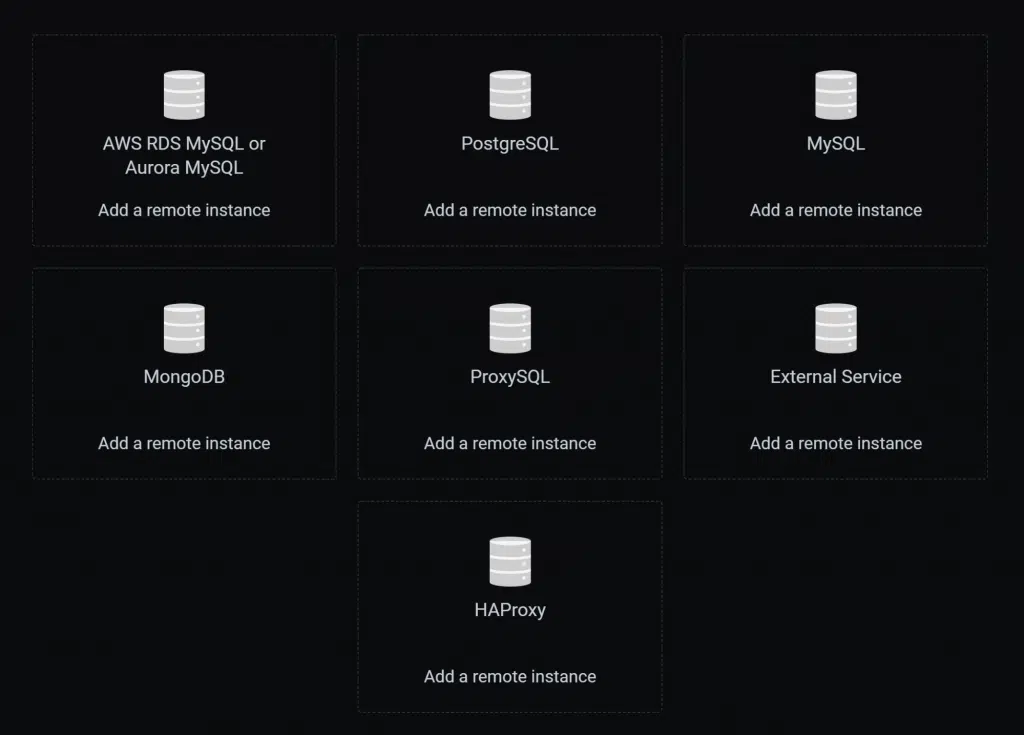 AWS RDS MySQL or
Aurora MySQL
Add a remote instance
PostgreSQL
Add a remote instance
MySQL
Add a remote instance
MongoDB
Add a remote instance
ProxySQL
Add a remote instance
External Service
Add a remote instance
HAProxy
Add a remote instance